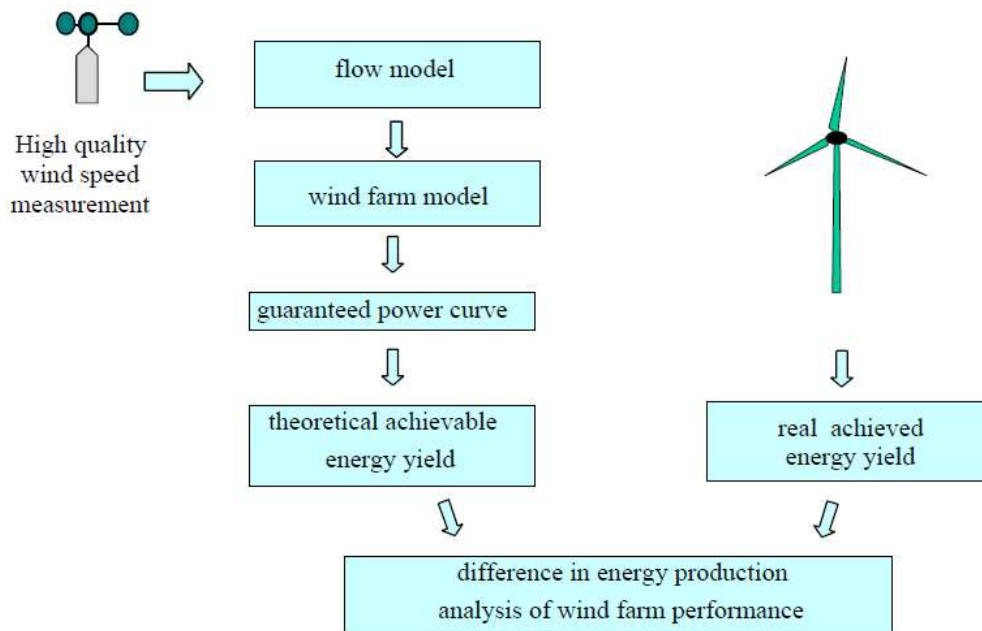 High quality
wind speed
measurement
flow model
wind farm model
guaranteed power curve
theoretical achievable
energy yield
real achieved
energy yield
difference in energy production
analysis of wind farm performance